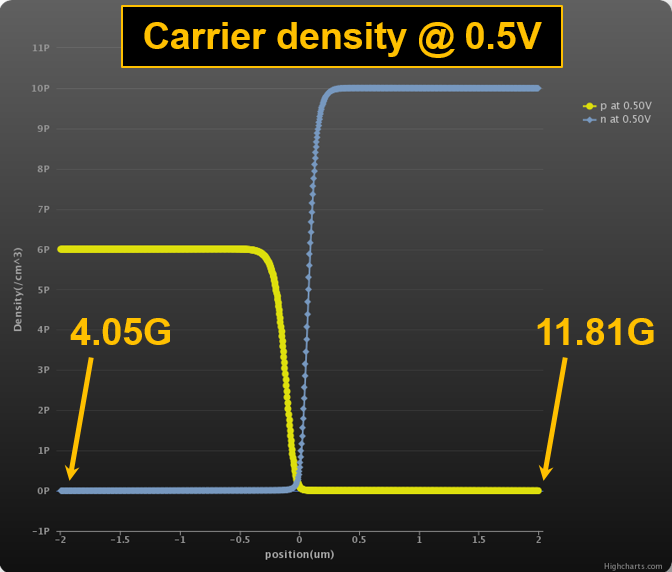 Carrier density @ 0.5V
11P
10P
9P
8P
7P
6P
5P
4P
3P
2P
1P
0P
-1P
Density(/cm^3)
p at 0.50V
n at 0.50V
4.05G
11.81G
-2
-1.5
-1
-0.5
0
0.5
1
1.5
2
position(um)
Highcharts.com